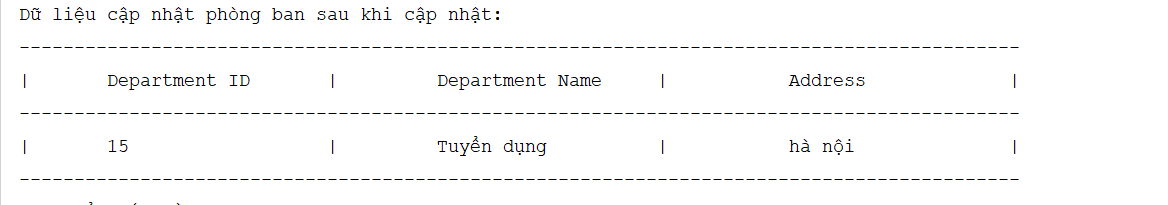 Dữ liệu cập nhật phòng ban sau khi cập nhật:
-------------------------------------------------------------------------------------------
| Department ID | Department Name | Address |
-------------------------------------------------------------------------------------------
| 15 | Tuyển dụng | hà nội |
-------------------------------------------------------------------------------------------